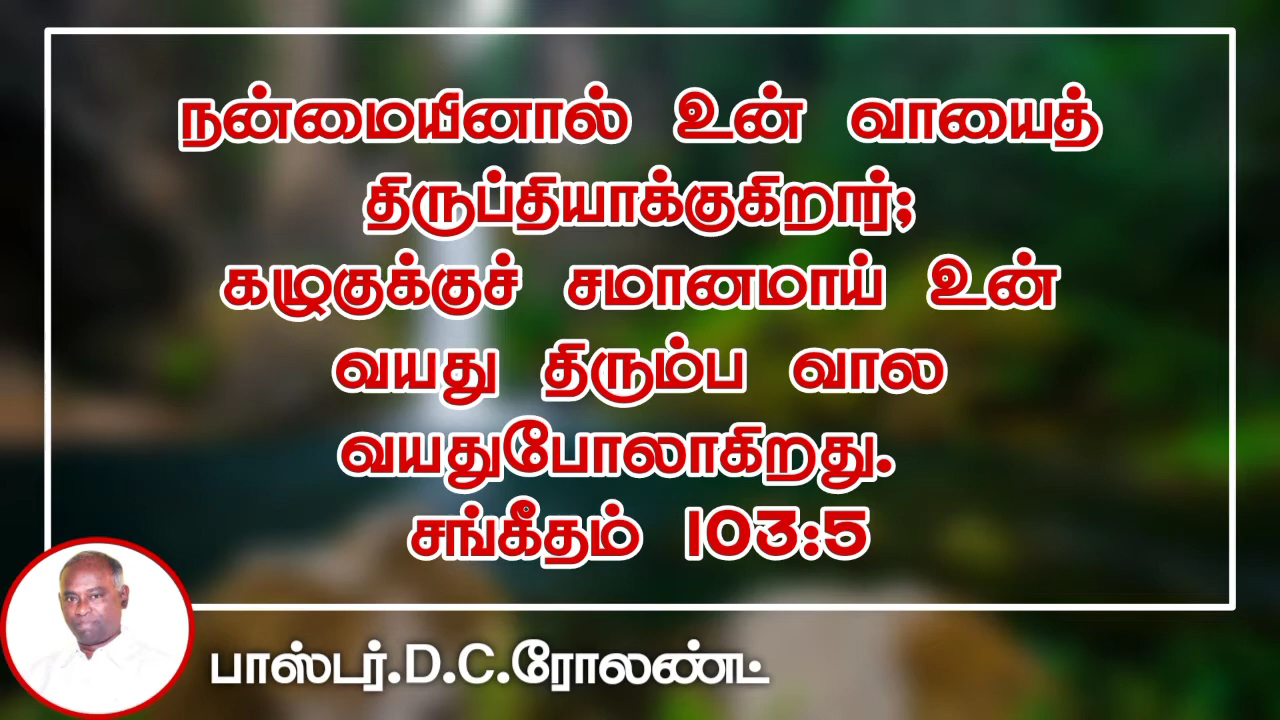 நன்மையினால் உன் வாயைத்
திருப்தியாக்குகிறார்;
கழுகுக்குச் சமானமாய் உன்
வயது திரும்ப வால
வயதுபோலாகிறது.
சங்கீதம் 103:5
பாஸ்டர்.D.C.ரோலண்ட்